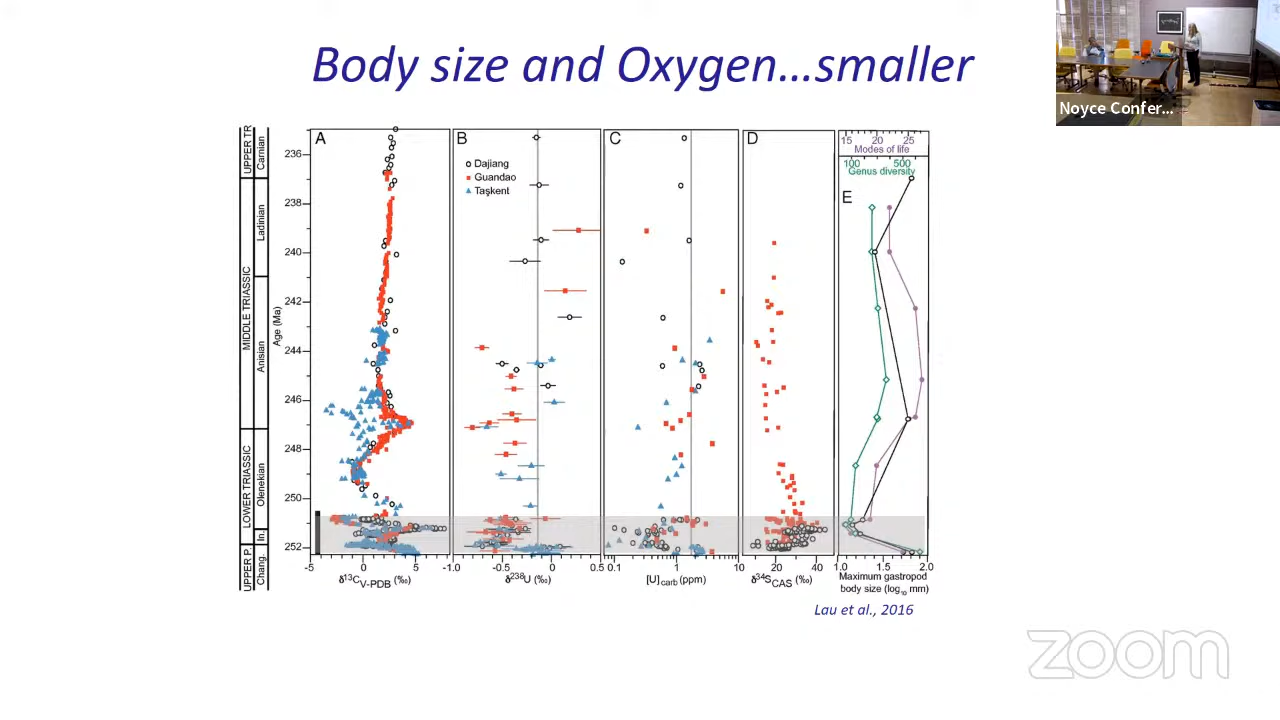 Body size and Oxygen...smaller
Noyce Confer...
A
B
C
D
E
15 20 25
Modes of life
100 500
Genus diversity
Dajiang
Guandao
Taşkent
UPPER TR
Carnian
MIDDLE TRIASSIC
Ladinian
Anisian
LOWER TRIASSIC
Olenekian
In.
UPPER P.
Chang.
Age (Ma)
236
238
240
242
244
246
248
250
252
-5 0 5
-1.0 -0.5 0 0.5
0.1 1 10
0 20 40
1.0 1.5 2.0
δ13CV-PDB (‰)
δ238U (‰)
[U]carb (ppm)
δ34SCAS (‰)
Maximum gastropod
body size (log10 mm)
Lau et al., 2016
zoom